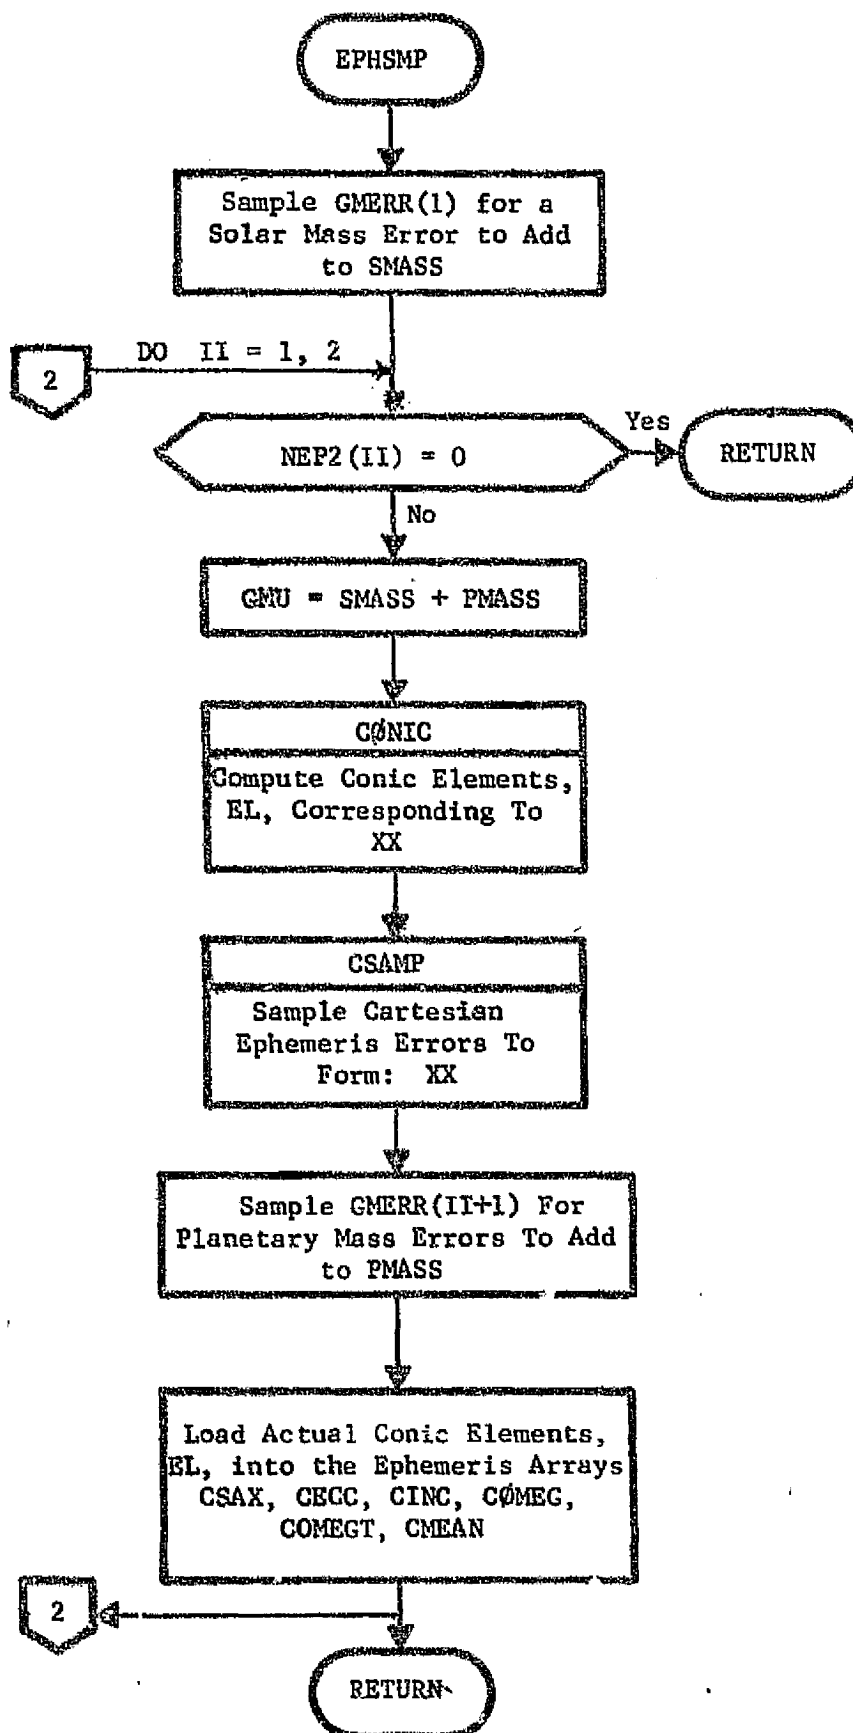 EPHSMP
Sample GMERR(1) for a
Solar Mass Error to Add
to SMASS
DO II = 1, 2
2
NEP2(II) = 0
Yes
RETURN
No
GMU = SMASS + PMASS
CØNIC
Compute Conic Elements,
EL, Corresponding To
XX
CSAMP
Sample Cartesian
Ephemeris Errors To
Form: XX
Sample GMERR(II+1) For
Planetary Mass Errors To Add
to PMASS
Load Actual Conic Elements,
EL, into the Ephemeris Arrays
CSAX, CECC, CINC, CØMEG,
COMEGT, CMEAN
2
RETURN